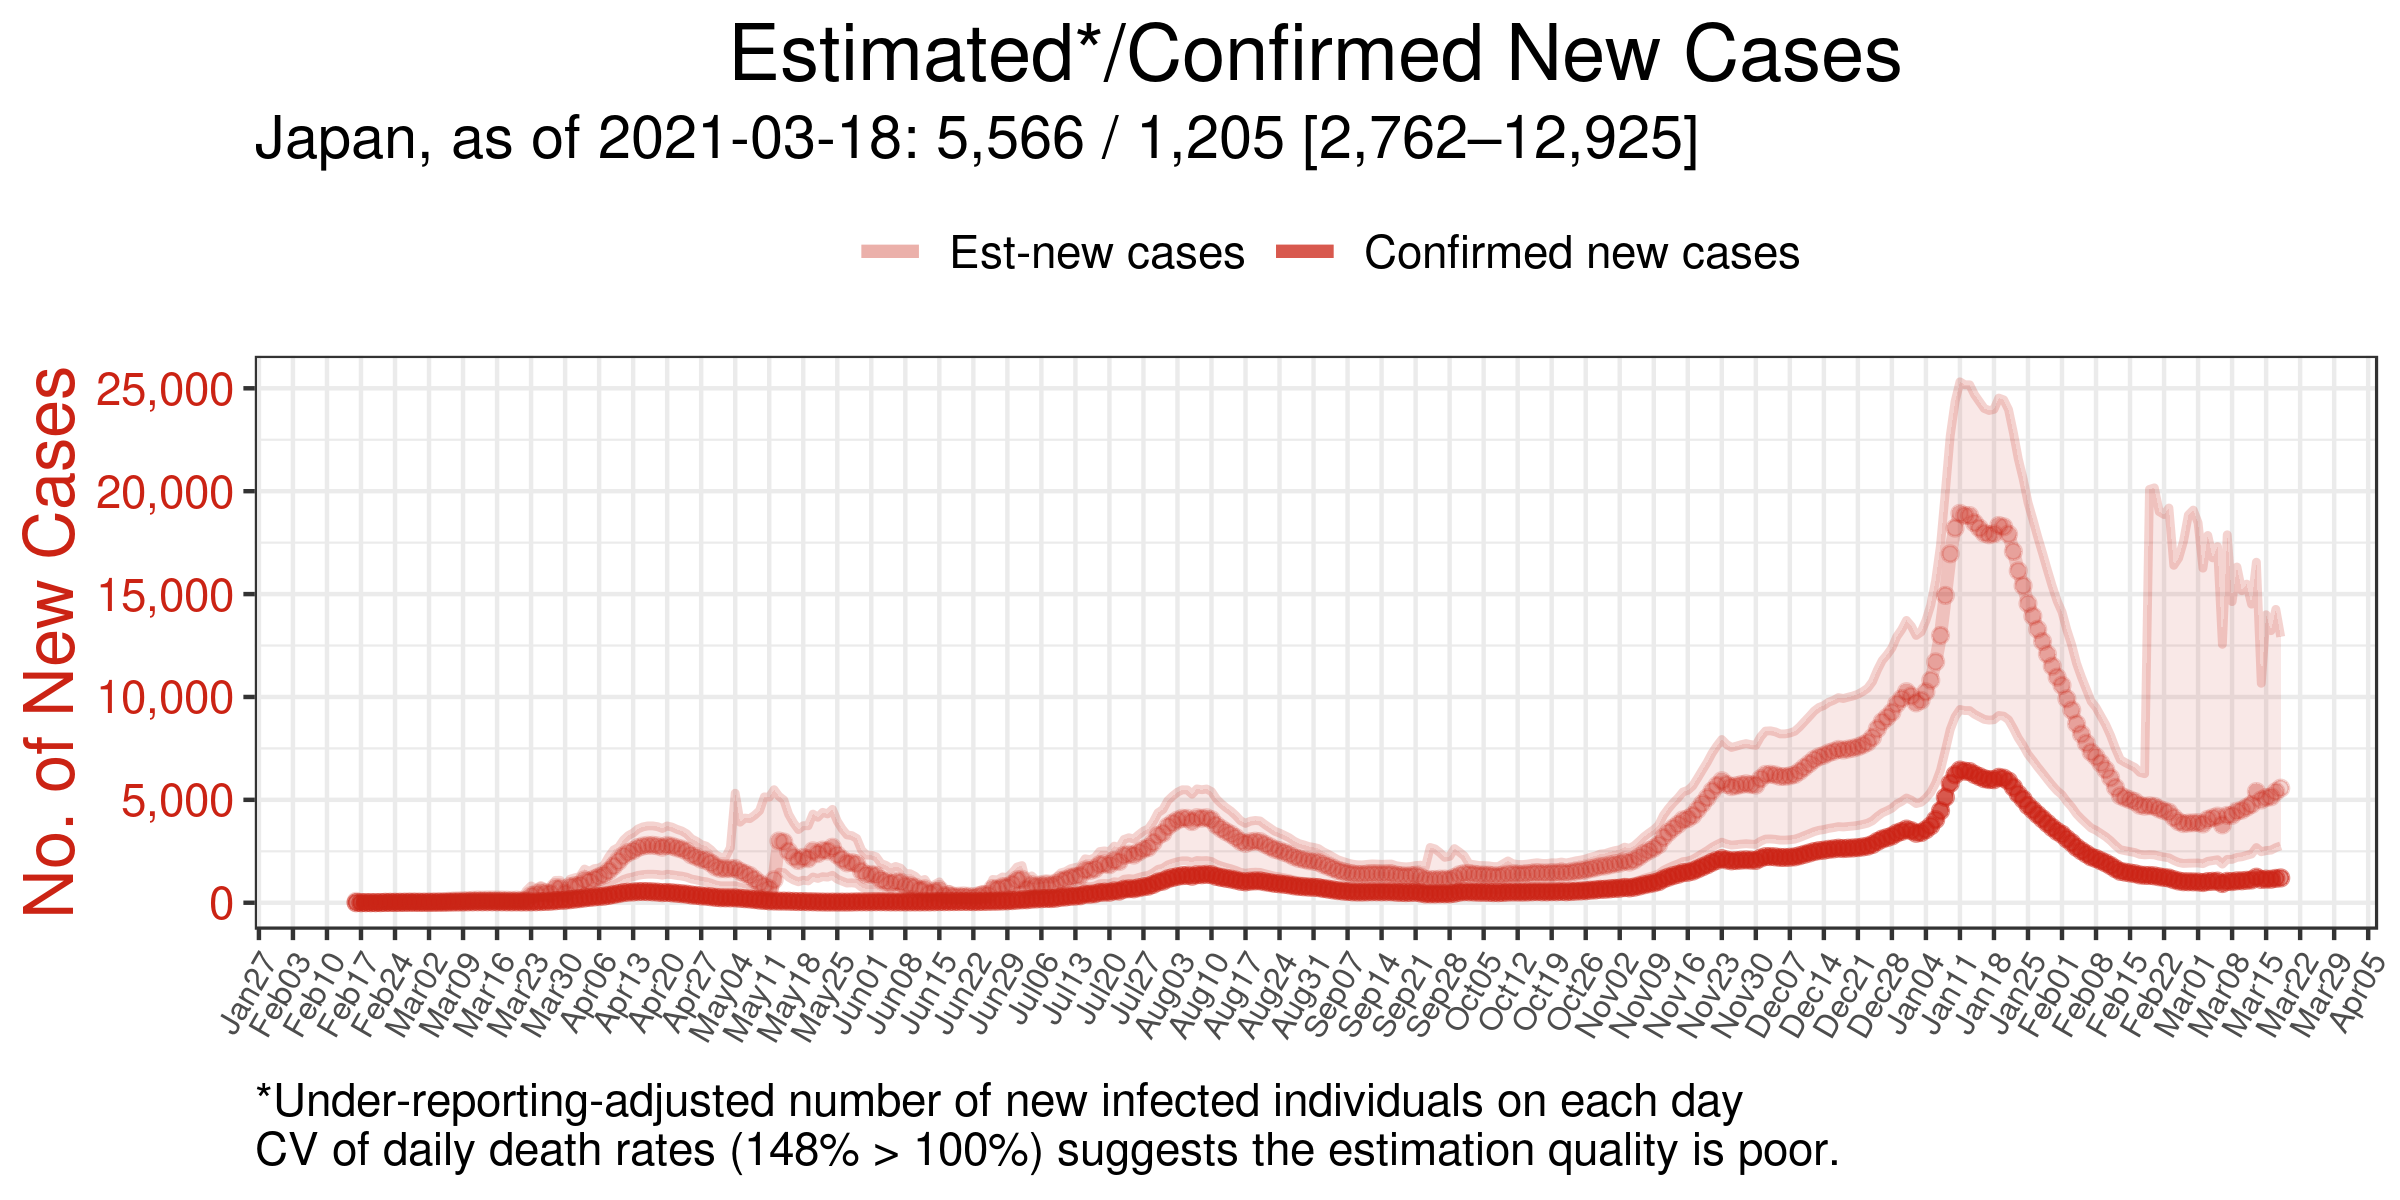 Estimated*/Confirmed New Cases
Japan, as of 2021-03-18: 5,566 / 1,205 [2,762–12,925]
Est-new cases Confirmed new cases
No. of New Cases
25,000
20,000
15,000
10,000
5,000
0
Jan27 Feb03 Feb10 Feb17 Feb24 Mar02 Mar09 Mar16 Mar23 Mar30 Apr06 Apr13 Apr20 Apr27 May04 May11 May18 May25 Jun01 Jun08 Jun15 Jun22 Jun29 Jul06 Jul13 Jul20 Jul27 Aug03 Aug10 Aug17 Aug24 Aug31 Sep07 Sep14 Sep21 Sep28 Oct05 Oct12 Oct19 Oct26 Nov02 Nov09 Nov16 Nov23 Nov30 Dec07 Dec14 Dec21 Dec28 Jan04 Jan11 Jan18 Jan25 Feb01 Feb08 Feb15 Feb22 Mar01 Mar08 Mar15 Mar22 Mar29 Apr05
*Under-reporting-adjusted number of new infected individuals on each day
CV of daily death rates (148% > 100%) suggests the estimation quality is poor.